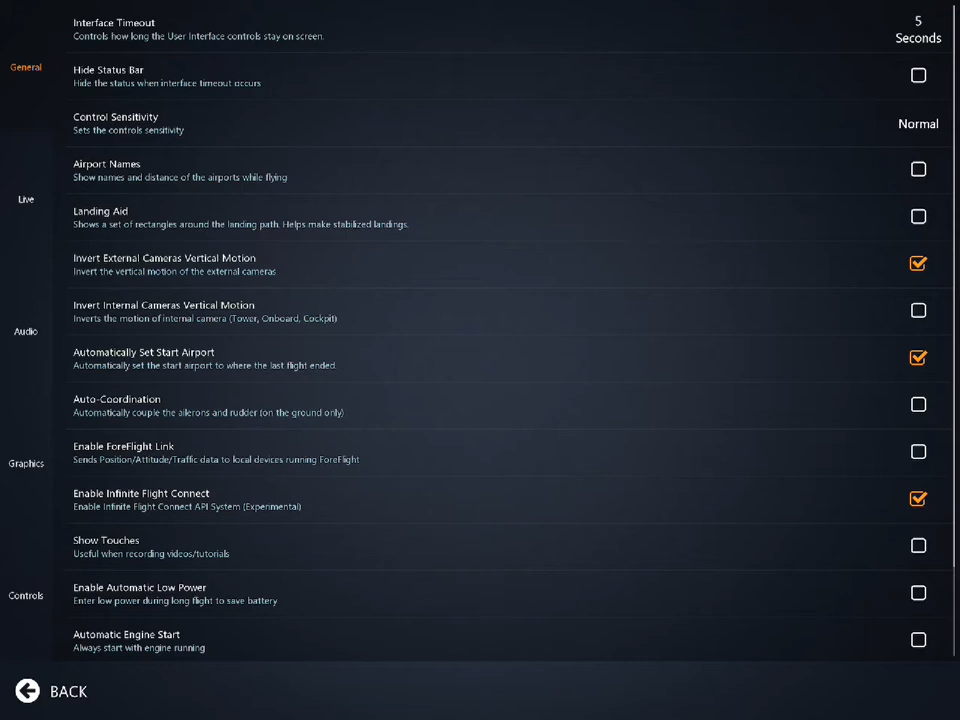 Interface Timeout
Controls how long the User Interface controls stay on screen.
5
Seconds
General
Hide Status Bar
Hide the status when interface timeout occurs
Control Sensitivity
Sets the controls sensitivity
Normal
Airport Names
Show names and distance of the airports while flying
Live
Landing Aid
Shows a set of rectangles around the landing path. Helps make stabilized landings.
Invert External Cameras Vertical Motion
Invert the vertical motion of the external cameras
Invert Internal Cameras Vertical Motion
Inverts the motion of internal camera (Tower, Onboard, Cockpit)
Audio
Automatically Set Start Airport
Automatically set the start airport to where the last flight ended.
Auto-Coordination
Automatically couple the ailerons and rudder (on the ground only)
Enable ForeFlight Link
Sends Position/Attitude/Traffic data to local devices running ForeFlight
Graphics
Enable Infinite Flight Connect
Enable Infinite Flight Connect API System (Experimental)
Show Touches
Useful when recording videos/tutorials
Enable Automatic Low Power
Enter low power during long flight to save battery
Controls
Automatic Engine Start
Always start with engine running
BACK